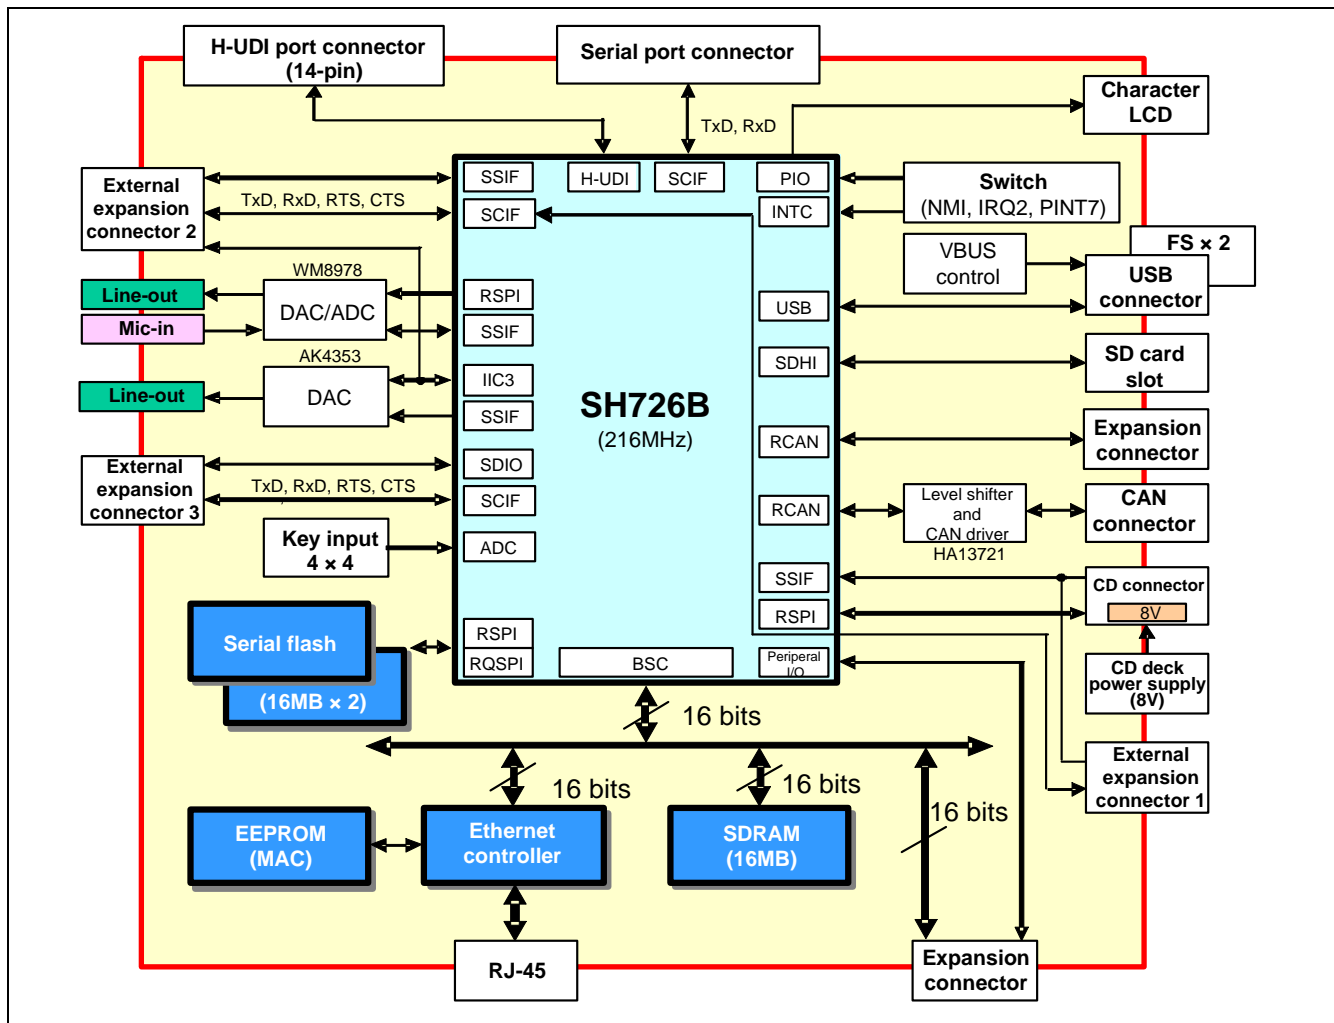 H-UDI port connector
(14-pin)
Serial port connector
Character
LCD
TxD, RxD
External
expansion
connector 2
TxD, RxD, RTS, CTS
SSIF
SCIF
H-UDI
SCIF
PIO
INTC
Switch
(NMI, IRQ2, PINT7)
FS × 2
VBUS
control
USB
connector
WM8978
Line-out
Mic-in
DAC/ADC
RSPI
SSIF
USB
AK4353
Line-out
DAC
IIC3
SSIF
SDHI
SD card
slot
SH726B
(216MHz)
RCAN
Expansion
connector
External
expansion
connector 3
TxD, RxD, RTS, CTS
SDIO
SCIF
RCAN
Level shifter
and
CAN driver
HA13721
CAN
connector
Key input
4 × 4
ADC
SSIF
RSPI
CD connector
8V
Serial flash
(16MB × 2)
RSPI
RQSPI
BSC
Periperal
I/O
CD deck
power supply
(8V)
16 bits
16 bits
16 bits
16 bits
External
expansion
connector 1
EEPROM
(MAC)
Ethernet
controller
SDRAM
(16MB)
RJ-45
Expansion
connector